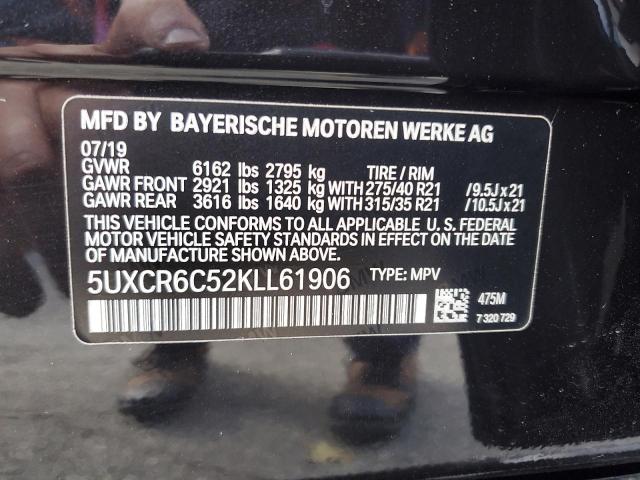 MFD BY BAYERISCHE MOTOREN WERKE AG
07/19
GVWR 6162 lbs 2795 kg TIRE / RIM
GAWR FRONT 2921 lbs 1325 kg WITH 275/40 R21 /9.5J x 21
GAWR REAR 3616 lbs 1640 kg WITH 315/35 R21 /10.5J x 21
THIS VEHICLE CONFORMS TO ALL APPLICABLE U. S. FEDERAL
MOTOR VEHICLE SAFETY STANDARDS IN EFFECT ON THE DATE
OF MANUFACTURE SHOWN ABOVE.
5UXCR6C52KLL61906 TYPE: MPV
475M
7 320 729